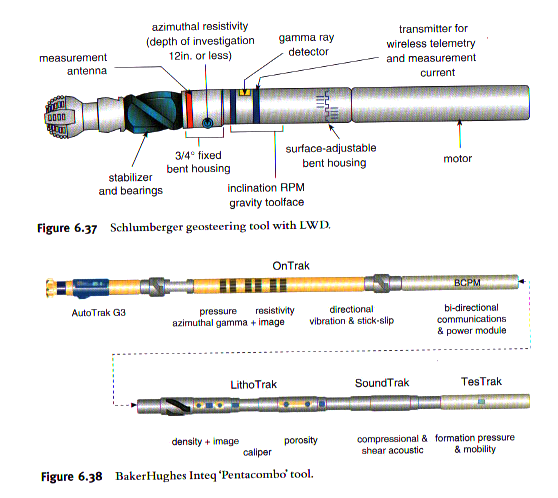 azimuthal resistivity
(depth of investigation
12in. or less)
gamma ray
detector
transmitter for
wireless telemetry
and measurement
current
measurement
antenna
3/4° fixed
bent housing
surface-adjustable
bent housing
motor
stabilizer
and bearings
inclination RPM
gravity toolface
Figure 6.37 Schlumberger geosteering tool with LWD.
OnTrak
BCPM
AutoTrak G3
pressure resistivity
azimuthal gamma + image
directional
vibration & stick-slip
bi-directional
communications
& power module
LithoTrak
SoundTrak
TesTrak
density + image
caliper
porosity
compressional &
shear acoustic
formation pressure
& mobility
Figure 6.38 BakerHughes Inteq 'Pentacombo' tool.